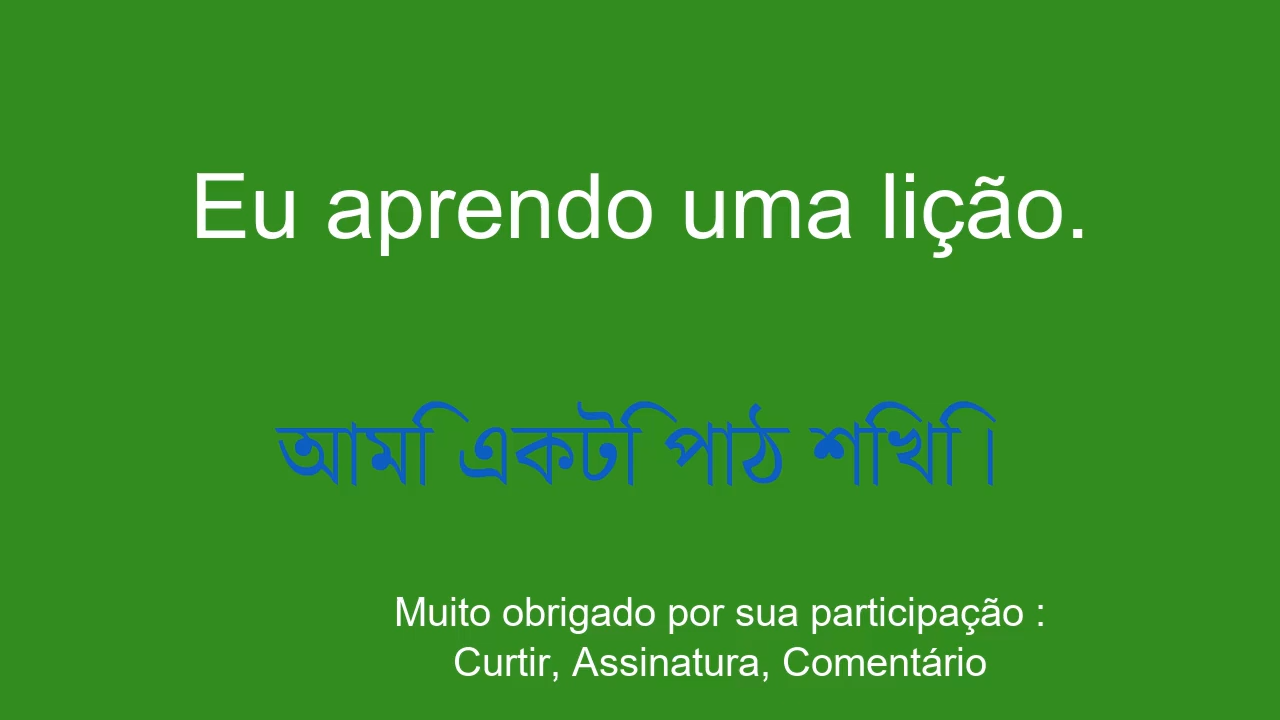 Eu aprendo uma lição.
আমি একটি পাঠ শিখি।
Muito obrigado por sua participação :
Curtir, Assinatura, Comentário